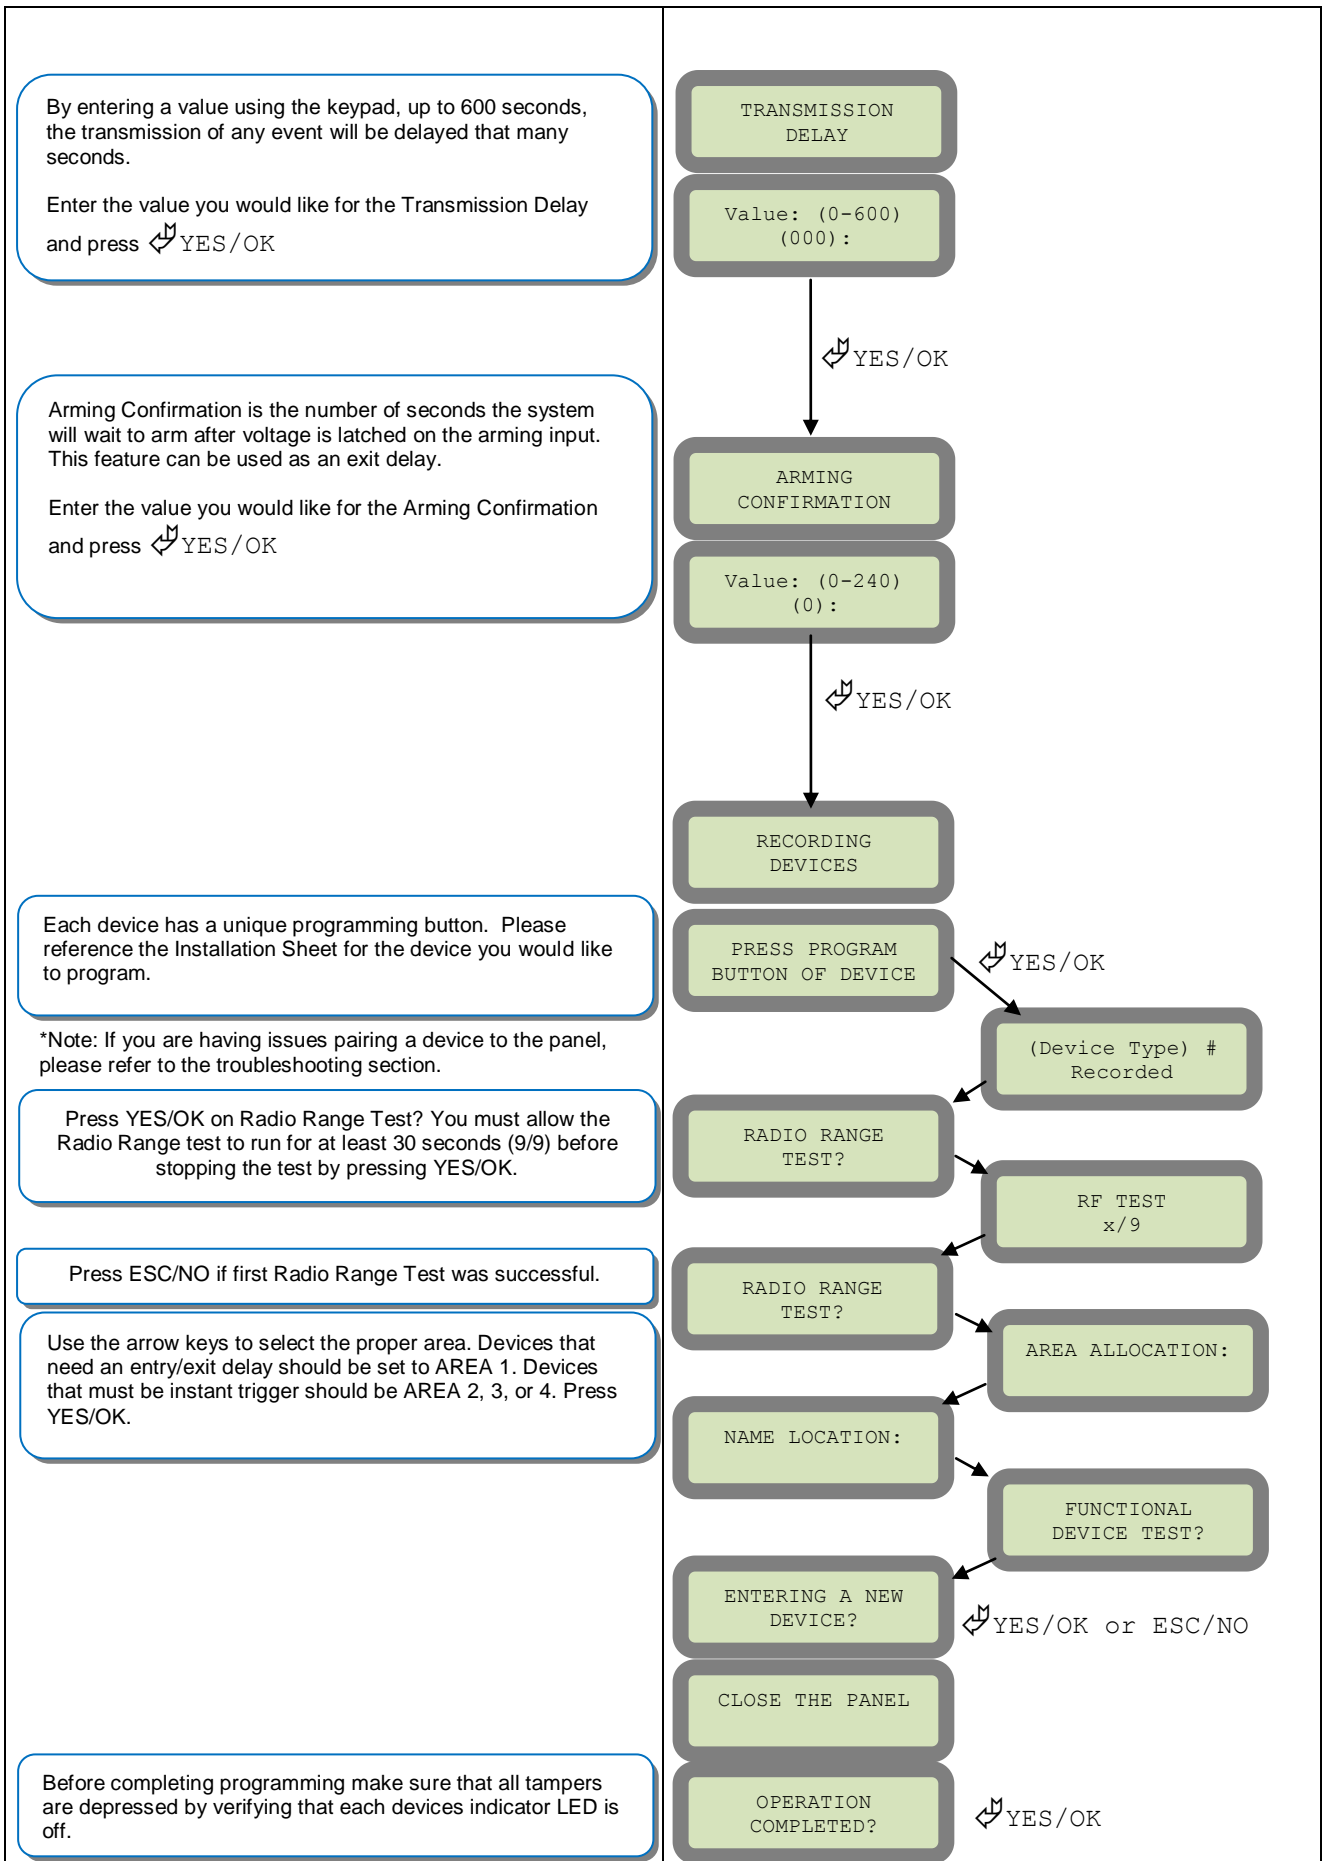 By entering a value using the keypad, up to 600 seconds,
the transmission of any event will be delayed that many
seconds.
Enter the value you would like for the Transmission Delay
and press YES/OK
TRANSMISSION
DELAY
Value: (0-600)
(000):
YES/OK
Arming Confirmation is the number of seconds the system
will wait to arm after voltage is latched on the arming input.
This feature can be used as an exit delay.
Enter the value you would like for the Arming Confirmation
and press YES/OK
ARMING
CONFIRMATION
Value: (0-240)
(0):
YES/OK
RECORDING
DEVICES
Each device has a unique programming button.  Please
reference the Installation Sheet for the device you would like
to program.
PRESS PROGRAM
BUTTON OF DEVICE
YES/OK
*Note: If you are having issues pairing a device to the panel,
please refer to the troubleshooting section.
(Device Type) #
Recorded
Press YES/OK on Radio Range Test? You must allow the
Radio Range test to run for at least 30 seconds (9/9) before
stopping the test by pressing YES/OK.
RADIO RANGE
TEST?
RF TEST
x/9
Press ESC/NO if first Radio Range Test was successful.
RADIO RANGE
TEST?
Use the arrow keys to select the proper area. Devices that
need an entry/exit delay should be set to AREA 1. Devices
that must be instant trigger should be AREA 2, 3, or 4. Press
YES/OK.
AREA ALLOCATION:
NAME LOCATION:
FUNCTIONAL
DEVICE TEST?
ENTERING A NEW
DEVICE?
YES/OK or ESC/NO
CLOSE THE PANEL
Before completing programming make sure that all tampers
are depressed by verifying that each devices indicator LED is
off.
OPERATION
COMPLETED?
YES/OK